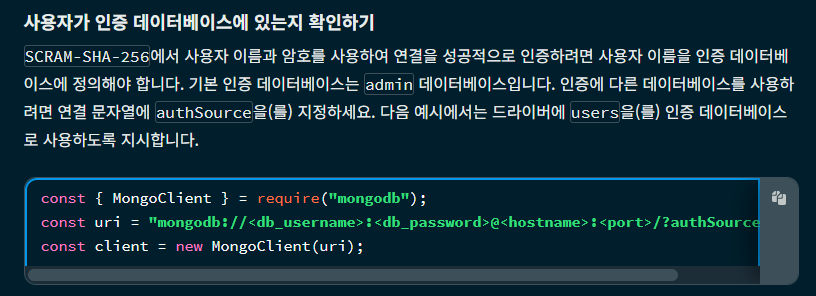 사용자가 인증 데이터베이스에 있는지 확인하기
SCRAM-SHA-256에서 사용자 이름과 암호를 사용하여 연결을 성공적으로 인증하려면 사용자 이름을 인증 데이터베
이스에 정의해야 합니다. 기본 인증 데이터베이스는 admin 데이터베이스입니다. 인증에 다른 데이터베이스를 사용하
려면 연결 문자열에 authSource을(를) 지정하세요. 다음 예시에서는 드라이버에 users을(를) 인증 데이터베이스
로 사용하도록 지시합니다.
const { MongoClient } = require("mongodb");
const uri = "mongodb://<db_username>:<db_password>@<hostname>:<port>/?authSource
const client = new MongoClient(uri);